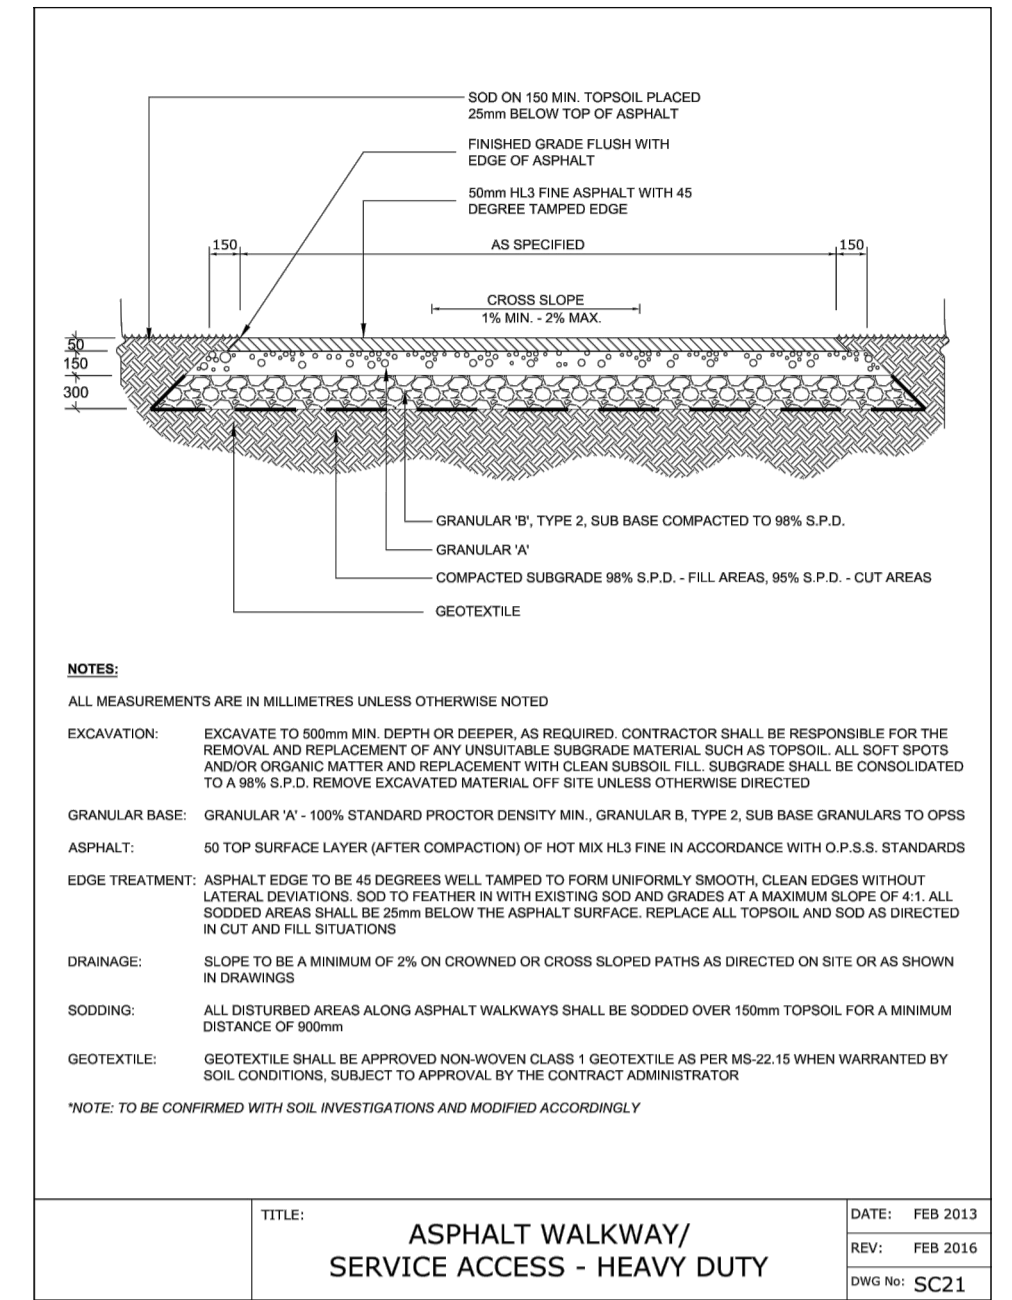 SOD ON 150 MIN. TOPSOIL PLACED
25mm BELOW TOP OF ASPHALT
FINISHED GRADE FLUSH WITH
EDGE OF ASPHALT
50mm HL3 FINE ASPHALT WITH 45
DEGREE TAMPED EDGE
150
AS SPECIFIED
150
CROSS SLOPE
1% MIN. - 2% MAX.
50
150
300
GRANULAR 'B', TYPE 2, SUB BASE COMPACTED TO 98% S.P.D.
GRANULAR 'A'
COMPACTED SUBGRADE 98% S.P.D. - FILL AREAS, 95% S.P.D. - CUT AREAS
GEOTEXTILE
NOTES:
ALL MEASUREMENTS ARE IN MILLIMETRES UNLESS OTHERWISE NOTED
EXCAVATION: EXCAVATE TO 500mm MIN. DEPTH OR DEEPER, AS REQUIRED. CONTRACTOR SHALL BE RESPONSIBLE FOR THE
REMOVAL AND REPLACEMENT OF ANY UNSUITABLE SUBGRADE MATERIAL SUCH AS TOPSOIL. ALL SOFT SPOTS
AND/OR ORGANIC MATTER AND REPLACEMENT WITH CLEAN SUBSOIL FILL. SUBGRADE SHALL BE CONSOLIDATED
TO A 98% S.P.D. REMOVE EXCAVATED MATERIAL OFF SITE UNLESS OTHERWISE DIRECTED
GRANULAR BASE: GRANULAR 'A' - 100% STANDARD PROCTOR DENSITY MIN., GRANULAR B, TYPE 2, SUB BASE GRANULARS TO OPSS
ASPHALT: 50 TOP SURFACE LAYER (AFTER COMPACTION) OF HOT MIX HL3 FINE IN ACCORDANCE WITH O.P.S.S. STANDARDS
EDGE TREATMENT: ASPHALT EDGE TO BE 45 DEGREES WELL TAMPED TO FORM UNIFORMLY SMOOTH, CLEAN EDGES WITHOUT
LATERAL DEVIATIONS. SOD TO FEATHER IN WITH EXISTING SOD AND GRADES AT A MAXIMUM SLOPE OF 4:1. ALL
SODDED AREAS SHALL BE 25mm BELOW THE ASPHALT SURFACE. REPLACE ALL TOPSOIL AND SOD AS DIRECTED
IN CUT AND FILL SITUATIONS
DRAINAGE: SLOPE TO BE A MINIMUM OF 2% ON CROWNED OR CROSS SLOPED PATHS AS DIRECTED ON SITE OR AS SHOWN
IN DRAWINGS
SODDING: ALL DISTURBED AREAS ALONG ASPHALT WALKWAYS SHALL BE SODDED OVER 150mm TOPSOIL FOR A MINIMUM
DISTANCE OF 900mm
GEOTEXTILE: GEOTEXTILE SHALL BE APPROVED NON-WOVEN CLASS 1 GEOTEXTILE AS PER MS-22.15 WHEN WARRANTED BY
SOIL CONDITIONS, SUBJECT TO APPROVAL BY THE CONTRACT ADMINISTRATOR
*NOTE: TO BE CONFIRMED WITH SOIL INVESTIGATIONS AND MODIFIED ACCORDINGLY
TITLE:
ASPHALT WALKWAY/
SERVICE ACCESS - HEAVY DUTY
DATE: FEB 2013
REV: FEB 2016
DWG No: SC21